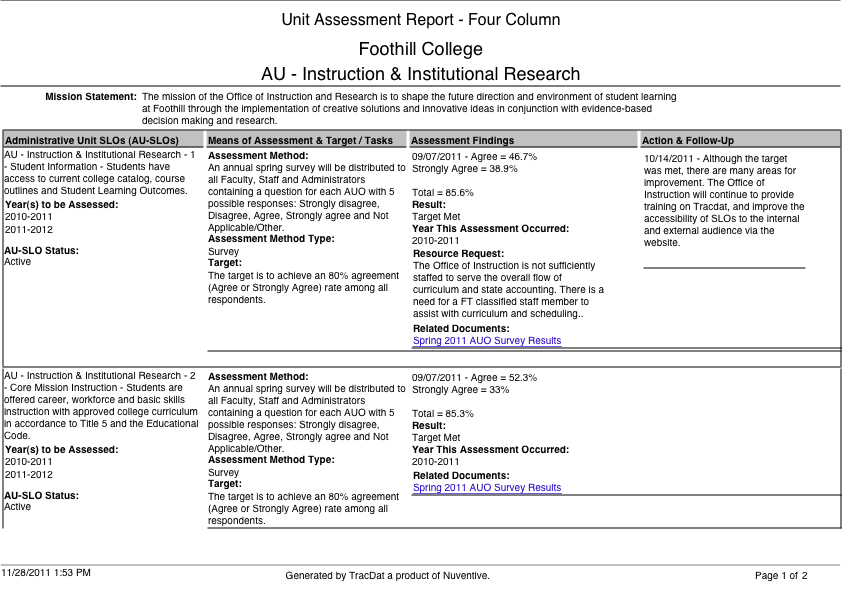 Unit Assessment Report - Four Column
Foothill College
AU - Instruction & Institutional Research
Mission Statement: The mission of the Office of Instruction and Research is to shape the future direction and environment of student learning
at Foothill through the implementation of creative solutions and innovative ideas in conjunction with evidence-based
decision making and research.
Administrative Unit SLOs (AU-SLOs)
Means of Assessment & Target / Tasks
Assessment Findings
Action & Follow-Up
AU - Instruction & Institutional Research - 1
- Student Information - Students have
access to current college catalog, course
outlines and Student Learning Outcomes.
Year(s) to be Assessed:
2010-2011
2011-2012
AU-SLO Status:
Active
Assessment Method:
An annual spring survey will be distributed to
all Faculty, Staff and Administrators
containing a question for each AUO with 5
possible responses: Strongly disagree,
Disagree, Agree, Strongly agree and Not
Applicable/Other.
Assessment Method Type:
Survey
Target:
The target is to achieve an 80% agreement
(Agree or Strongly Agree) rate among all
respondents.
09/07/2011 - Agree = 46.7%
Strongly Agree = 38.9%
Total = 85.6%
Result:
Target Met
Year This Assessment Occurred:
2010-2011
Resource Request:
The Office of Instruction is not sufficiently
staffed to serve the overall flow of
curriculum and state accounting. There is a
need for a FT classified staff member to
assist with curriculum and scheduling..
Related Documents:
Spring 2011 AUO Survey Results
10/14/2011 - Although the target
was met, there are many areas for
improvement. The Office of
Instruction will continue to provide
training on Tracdat, and improve the
accessibility of SLOs to the internal
and external audience via the
website.
AU - Instruction & Institutional Research - 2
- Core Mission Instruction - Students are
offered career, workforce and basic skills
instruction with approved college curriculum
in accordance to Title 5 and the Educational
Code.
Year(s) to be Assessed:
2010-2011
2011-2012
AU-SLO Status:
Active
Assessment Method:
An annual spring survey will be distributed to
all Faculty, Staff and Administrators
containing a question for each AUO with 5
possible responses: Strongly disagree,
Disagree, Agree, Strongly agree and Not
Applicable/Other.
Assessment Method Type:
Survey
Target:
The target is to achieve an 80% agreement
(Agree or Strongly Agree) rate among all
respondents.
09/07/2011 - Agree = 52.3%
Strongly Agree = 33%
Total = 85.3%
Result:
Target Met
Year This Assessment Occurred:
2010-2011
Related Documents:
Spring 2011 AUO Survey Results
11/28/2011 1:53 PM
Generated by TracDat a product of Nuventive.
Page 1 of 2